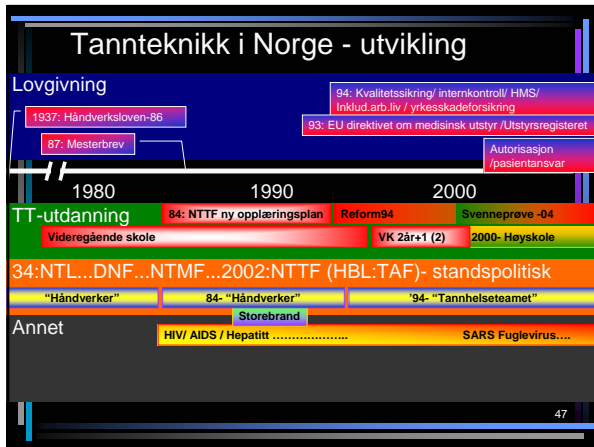 Tannteknikk i Norge - utvikling
Lovgivning
94: Kvalitetssikring/ internkontroll/ HMS/
Inklud.arb.liv / yrkesskadeforsikring
1937: Håndverksloven-86
93: EU direktivet om medisinsk utstyr /Utstyrsregisteret
87: Mesterbrev
Autorisasjon
/pasientansvar
1980 1990 2000
TT-utdanning
84: NTTF ny opplæringsplan
Reform94
Svenneprøve -04
Videregående skole
VK 2år+1 (2)
2000- Høyskole
34:NTL...DNF...NTMF...2002:NTTF (HBL:TAF)- standspolitisk
“Håndverker”
84- “Håndverker”
’94- “Tannhelseteamet”
Storebrand
Annet
HIV/ AIDS / Hepatitt ………………..
SARS Fuglevirus….
47